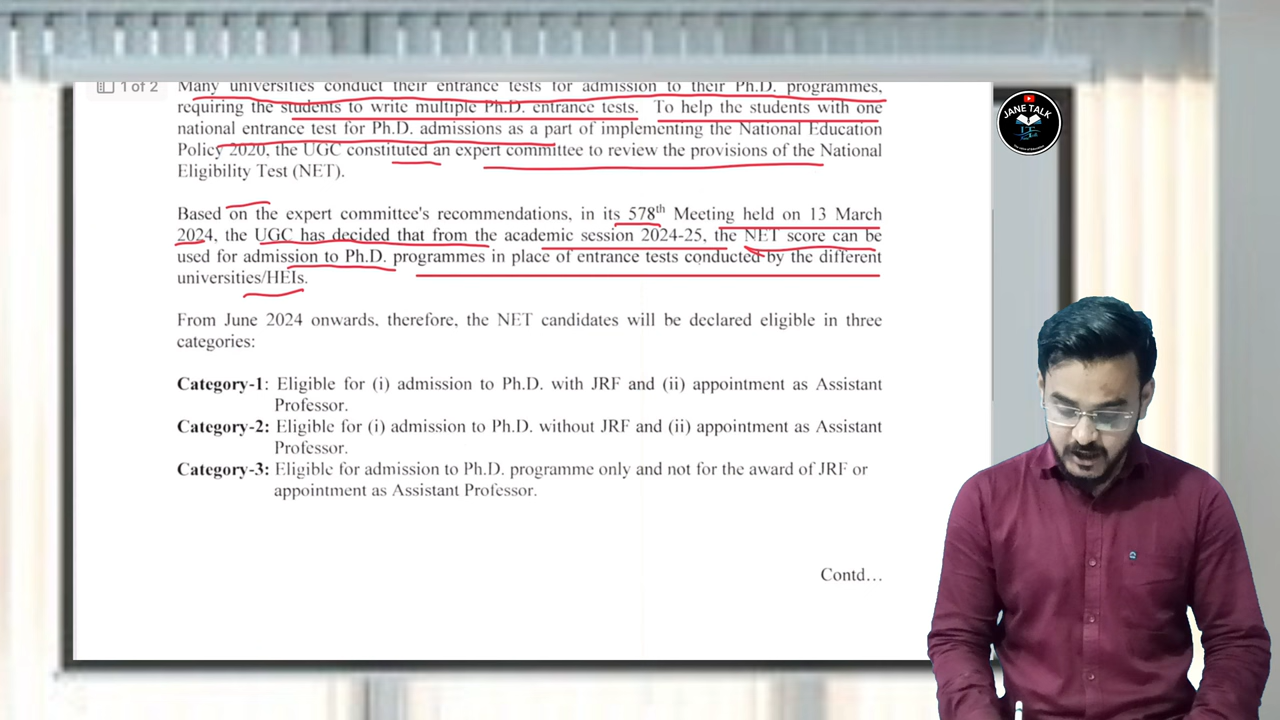 1 of 2
Many universities conduct their entrance tests for admission to their Ph.D. programmes,
requiring the students to write multiple Ph.D. entrance tests. To help the students with one
national entrance test for Ph.D. admissions as a part of implementing the National Education
Policy 2020, the UGC constituted an expert committee to review the provisions of the National
Eligibility Test (NET).
Based on the expert committee's recommendations, in its 578th Meeting held on 13 March
2024, the UGC has decided that from the academic session 2024-25, the NET score can be
used for admission to Ph.D. programmes in place of entrance tests conducted by the different
universities/HEIs.
From June 2024 onwards, therefore, the NET candidates will be declared eligible in three
categories:
Category-1: Eligible for (i) admission to Ph.D. with JRF and (ii) appointment as Assistant
Professor.
Category-2: Eligible for (i) admission to Ph.D. without JRF and (ii) appointment as Assistant
Professor.
Category-3: Eligible for admission to Ph.D. programme only and not for the award of JRF or
appointment as Assistant Professor.
Contd...
JANE TALK